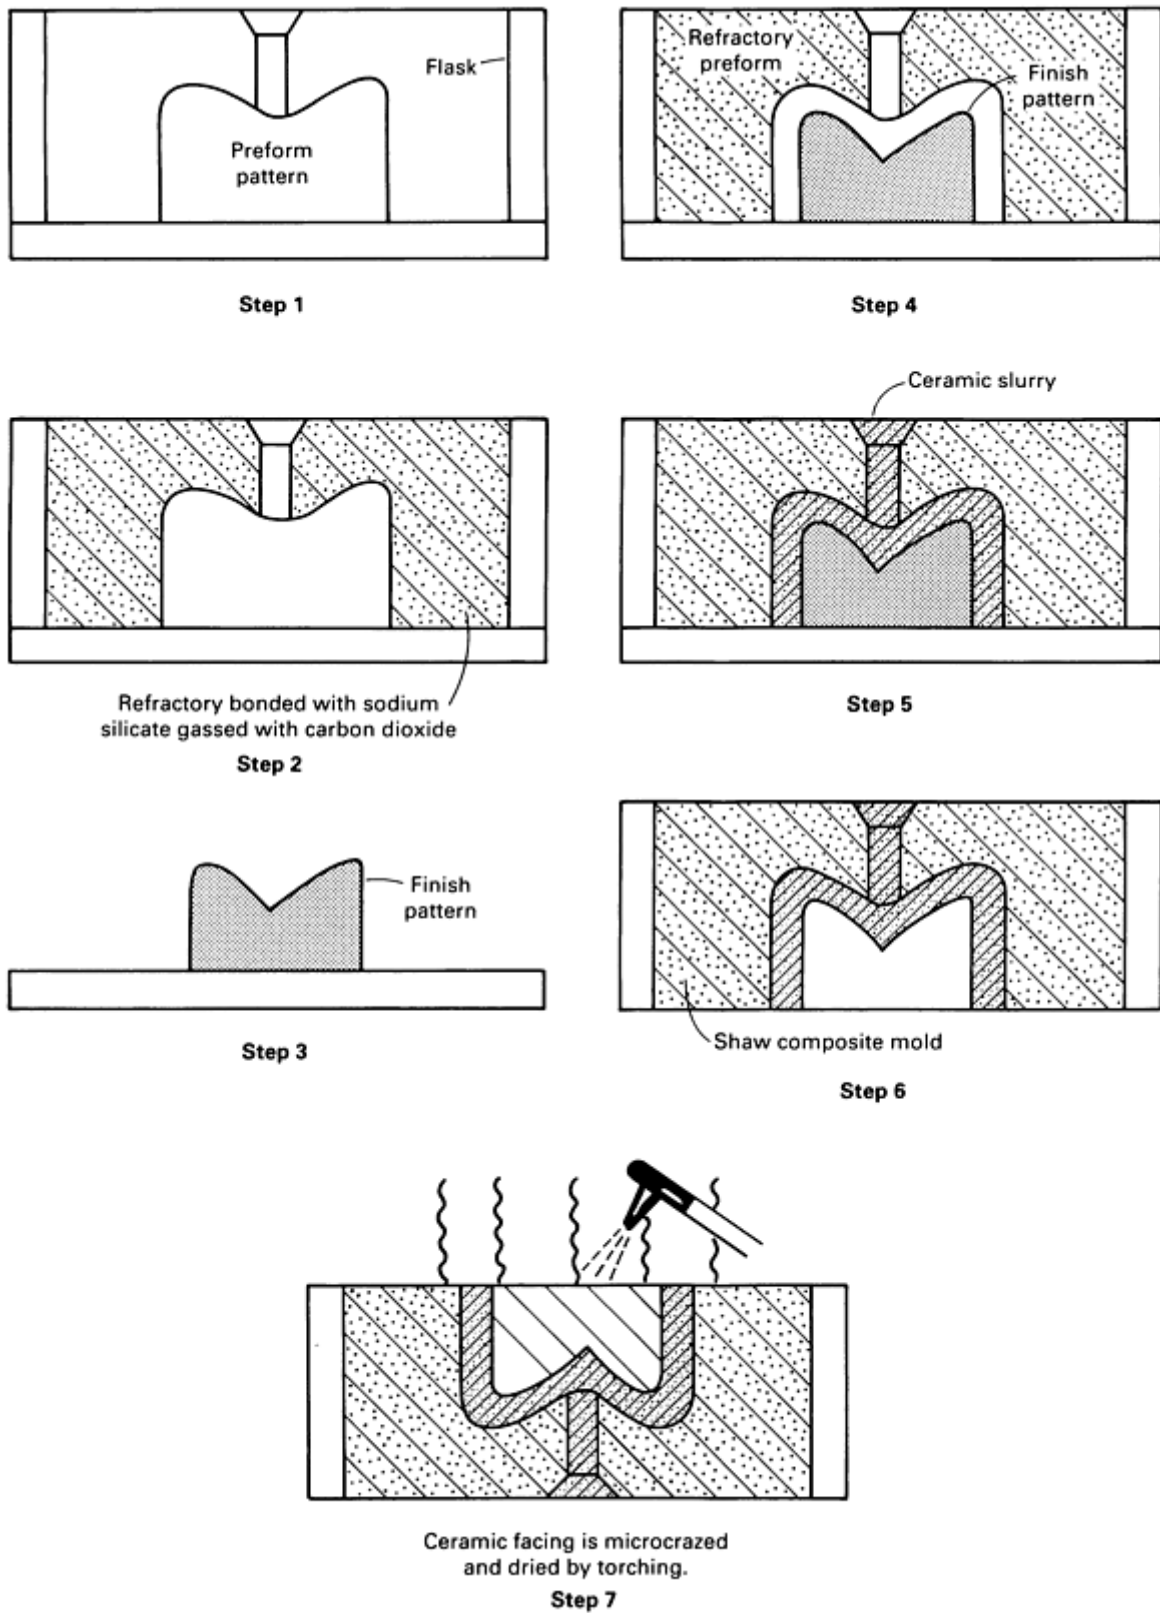 Flask
Preform
pattern
Step 1
Refractory bonded with sodium
silicate gassed with carbon dioxide
Step 2
Finish
pattern
Step 3
Refractory
preform
Finish
pattern
Step 4
Ceramic slurry
Step 5
Shaw composite mold
Step 6
Ceramic facing is microcrazed
and dried by torching.
Step 7